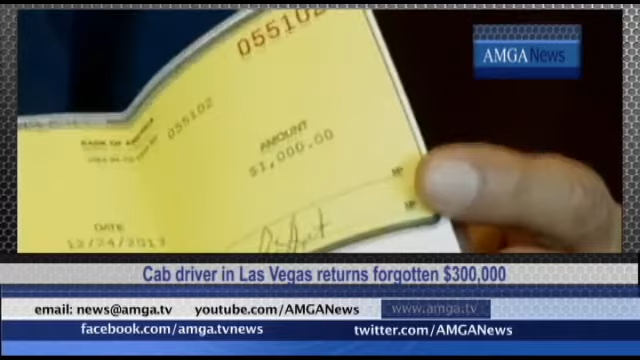 055102
AMGA News
055102
BANK OF AMERICA
AMOUNT
$1,000.00
MP
MP
DATE
12/24/2013
Cab driver in Las Vegas returns forgotten $300,000
email: news@amga.tv youtube.com/AMGANews www.amga.tv
facebook.com/amga.tvnews twitter.com/AMGANews